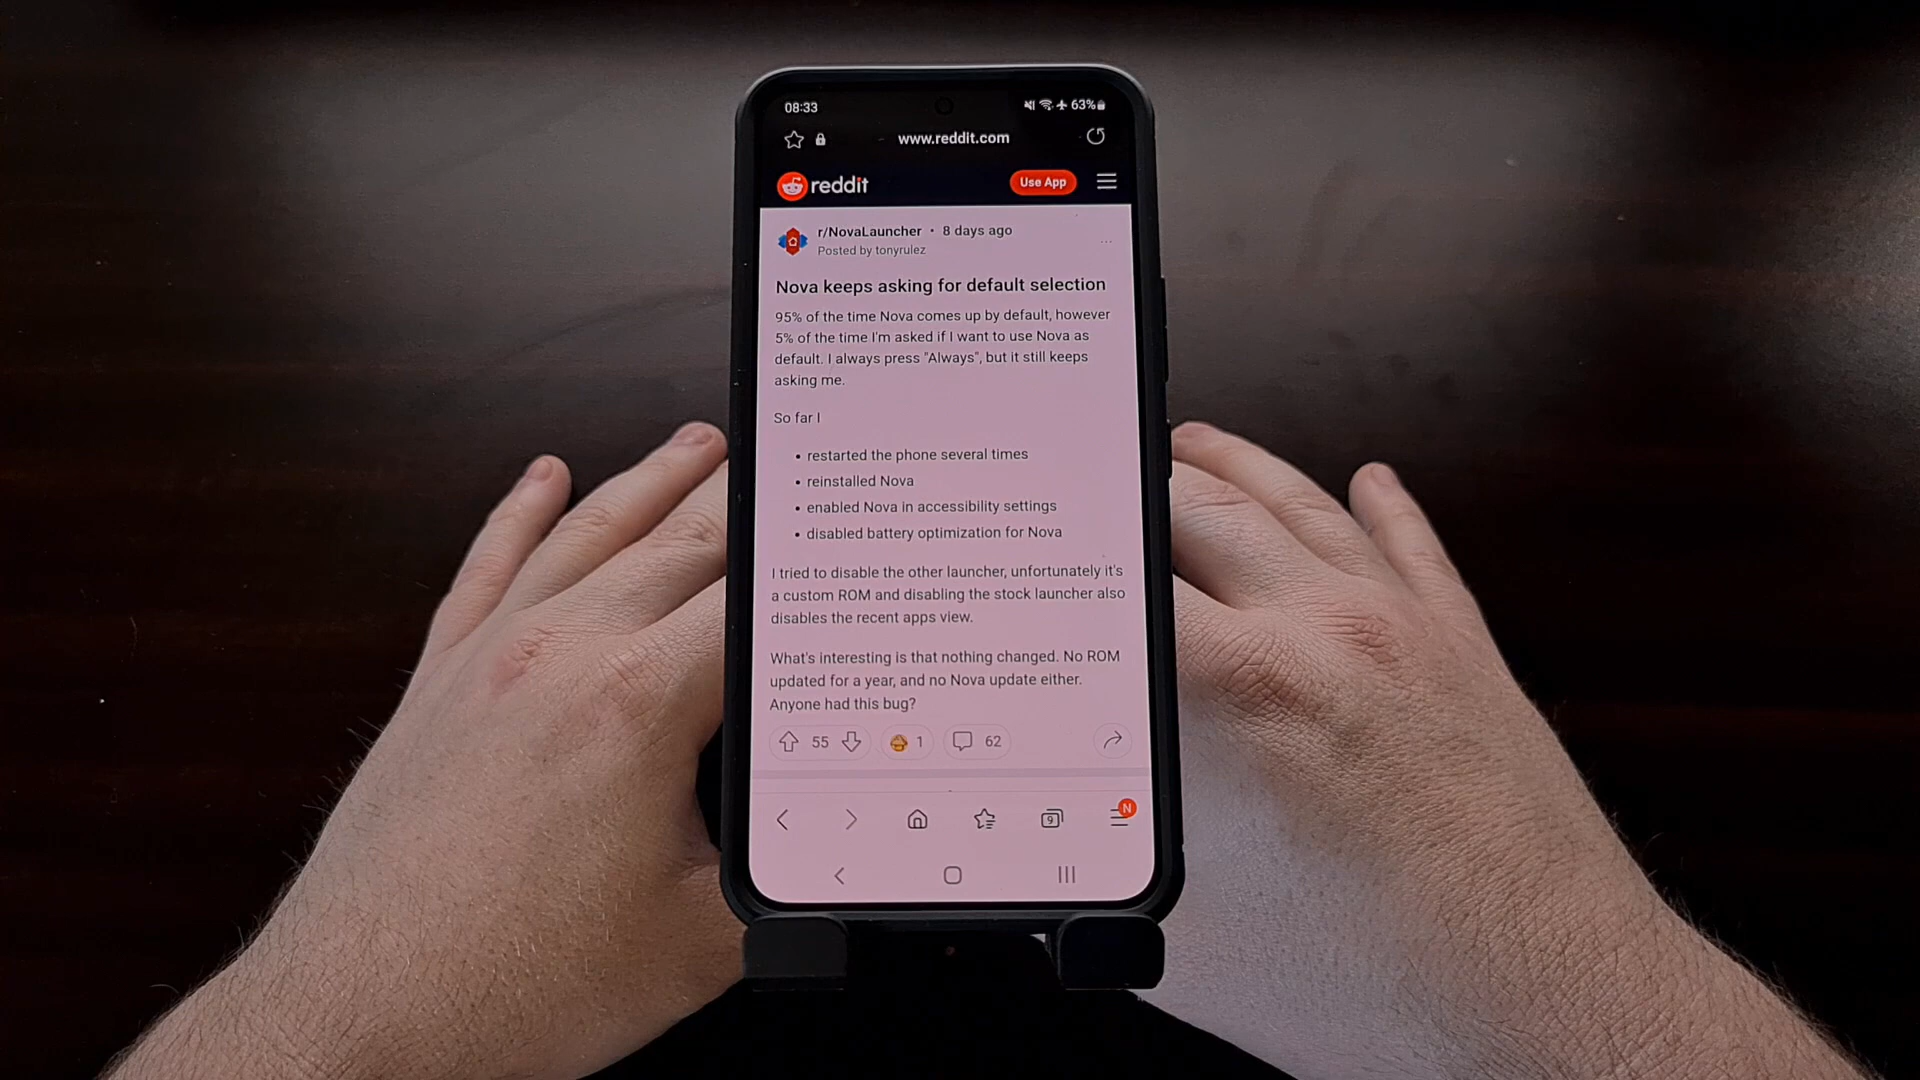 08:33
63%
www.reddit.com
reddit
Use App
r/NovaLauncher · 8 days ago
Posted by tonyrulez
Nova keeps asking for default selection
95% of the time Nova comes up by default, however
5% of the time I'm asked if I want to use Nova as
default. I always press "Always", but it still keeps
asking me.
So far I
• restarted the phone several times
• reinstalled Nova
• enabled Nova in accessibility settings
• disabled battery optimization for Nova
I tried to disable the other launcher, unfortunately it's
a custom ROM and disabling the stock launcher also
disables the recent apps view.
What's interesting is that nothing changed. No ROM
updated for a year, and no Nova update either.
Anyone had this bug?
55 1 62
9 N